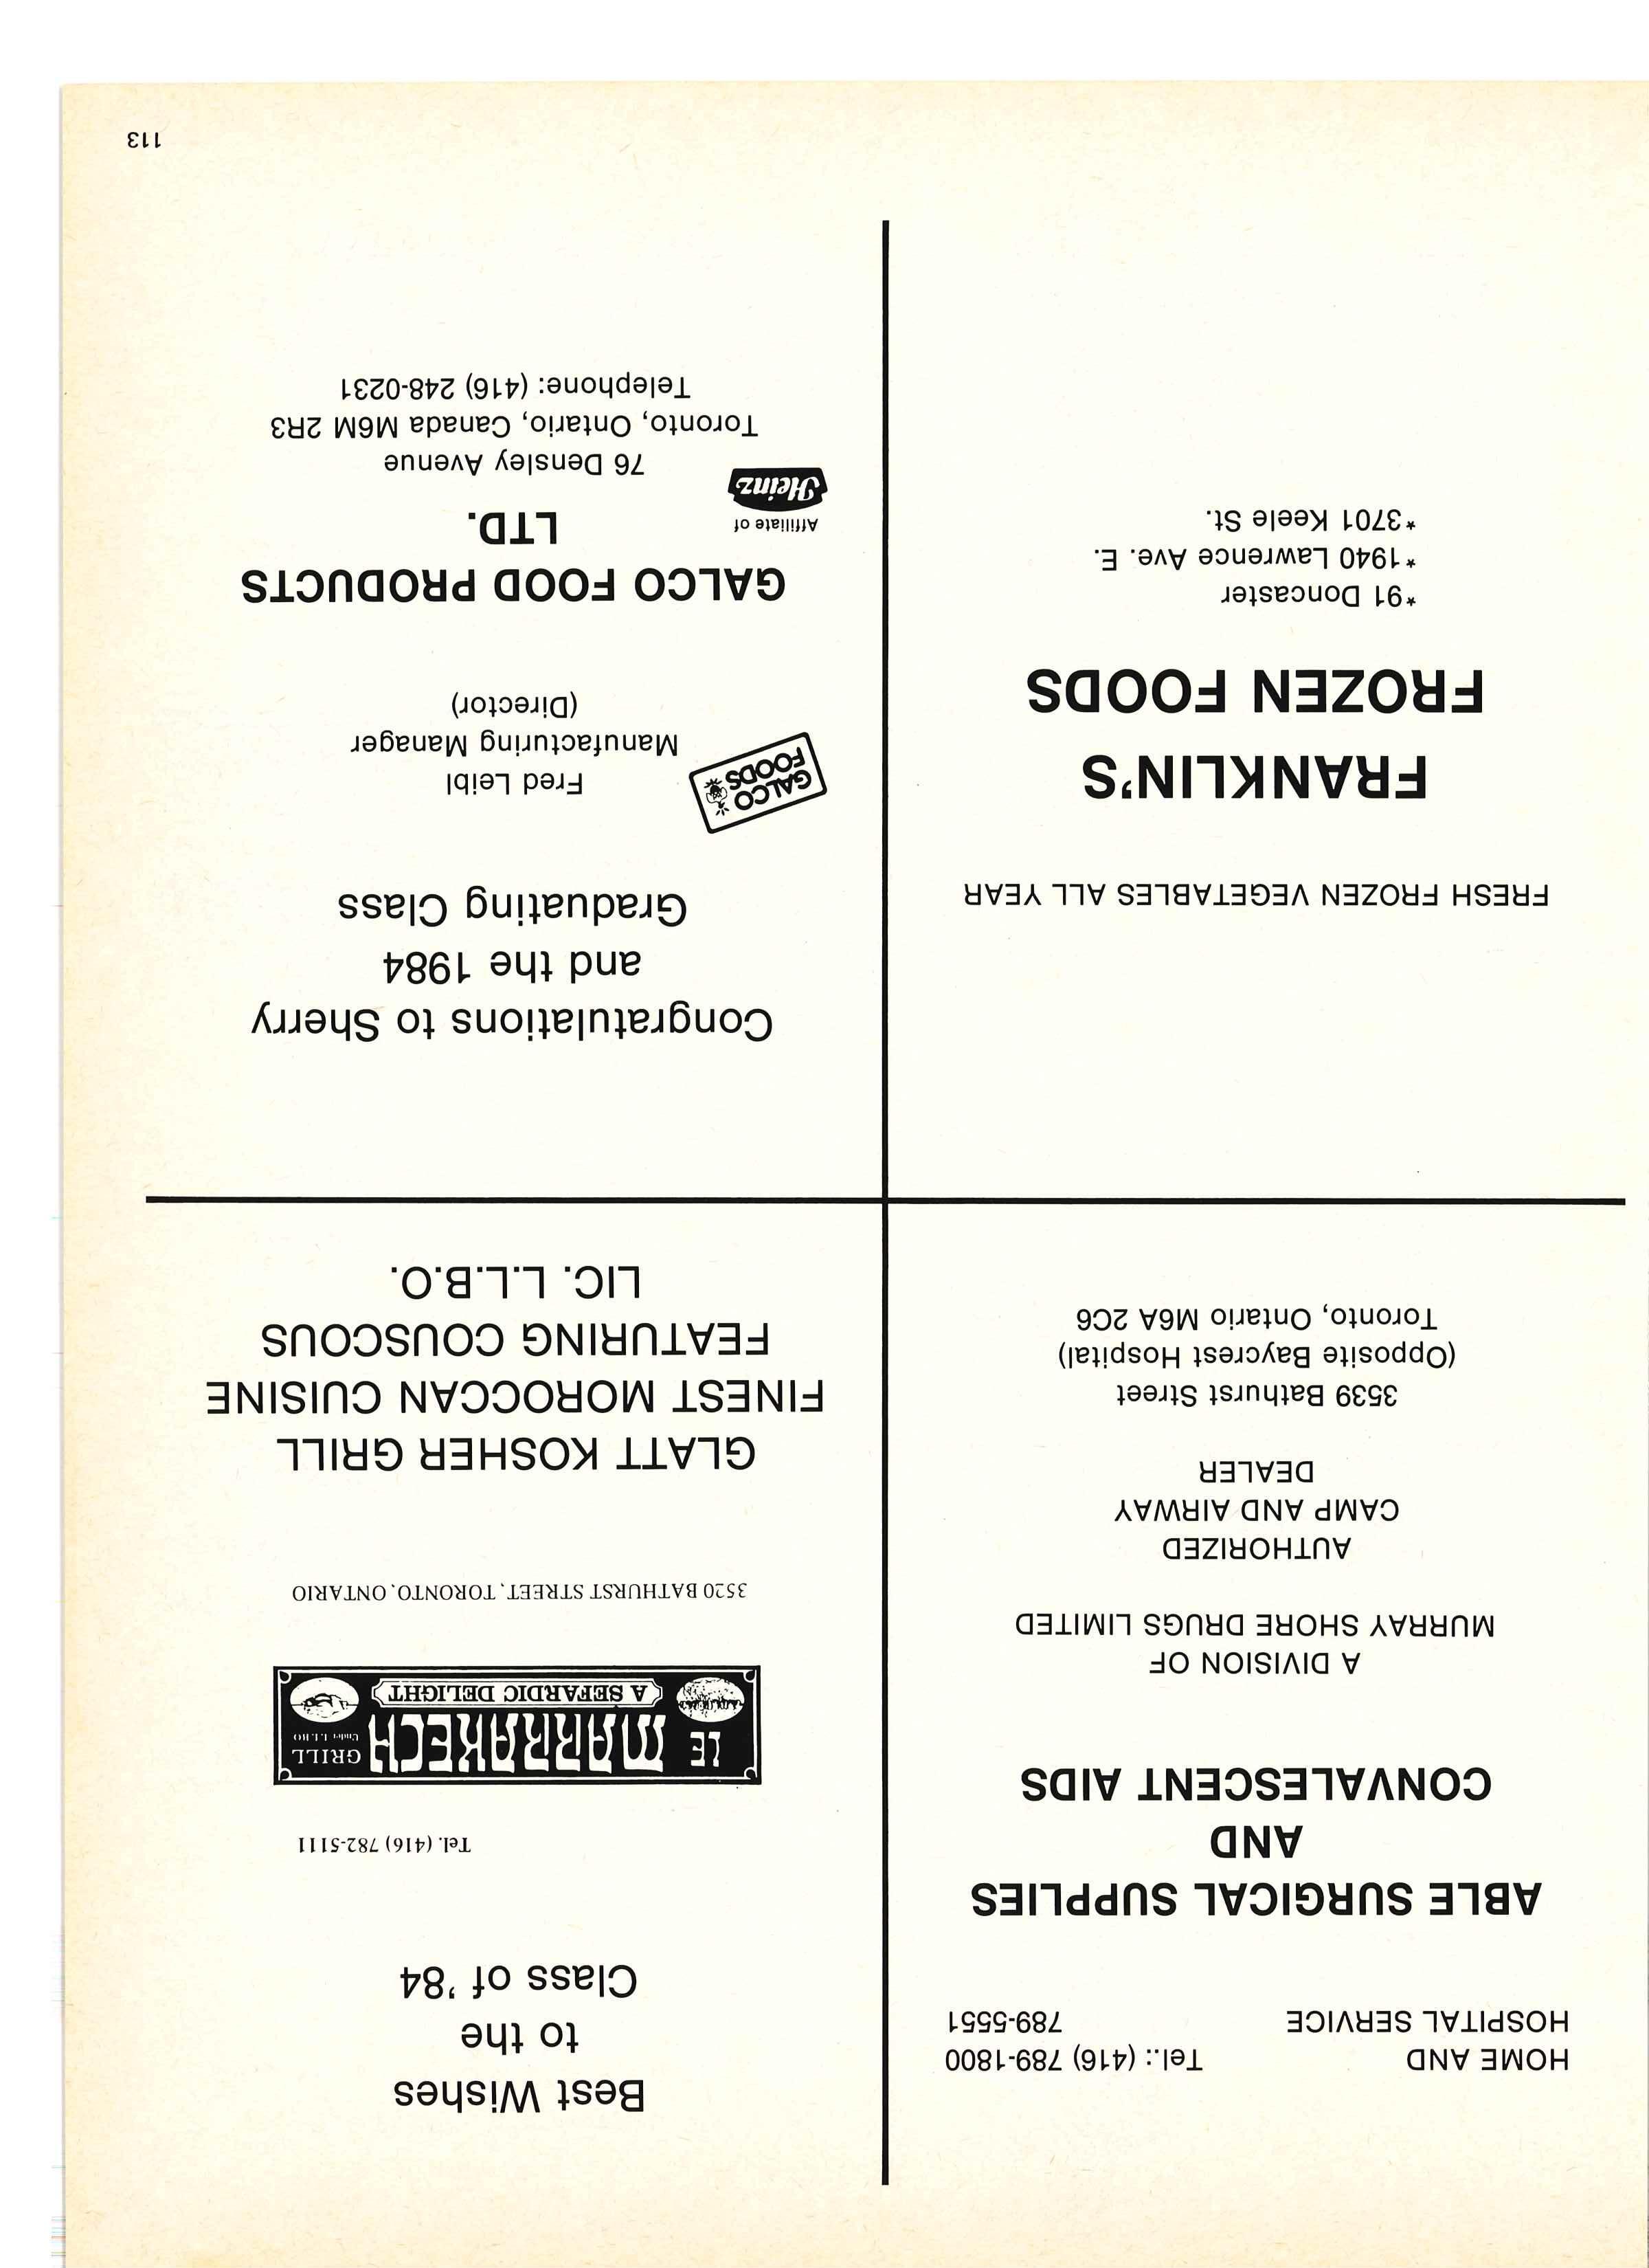 HOME AND Tel.: (416) 789-1800
HOSPITAL SERVICE 789-5551
ABLE SURGICAL SUPPLIES
AND
CONVALESCENT AIDS
A DIVISION OF
MURRAY SHORE DRUGS LIMITED
AUTHORIZED
CAMP AND AIRWAY
DEALER
3539 Bathurst Street
(Opposite Baycrest Hospital)
Toronto, Ontario M6A 2C6
Best Wishes
to the
Class of '84
Tel. (416) 782-5111
LE MARRAKECH GRILL
Under L.L.BO
A SEFARDIC DELIGHT
3520 BATHURST STREET, TORONTO, ONTARIO
GLATT KOSHER GRILL
FINEST MOROCCAN CUISINE
FEATURING COUSCOUS
LIC. L.L.B.O.
FRESH FROZEN VEGETABLES ALL YEAR
FRANKLIN'S
FROZEN FOODS
*91 Doncaster
*1940 Lawrence Ave. E.
*3701 Keele St.
Congratulations to Sherry
and the 1984
Graduating Class
GALCO
FOODS
Fred Leibl
Manufacturing Manager
(Director)
GALCO FOOD PRODUCTS
LTD.
Affiliate of
Heinz
76 Densley Avenue
Toronto, Ontario, Canada M6M 2R3
Telephone: (416) 248-0231
113